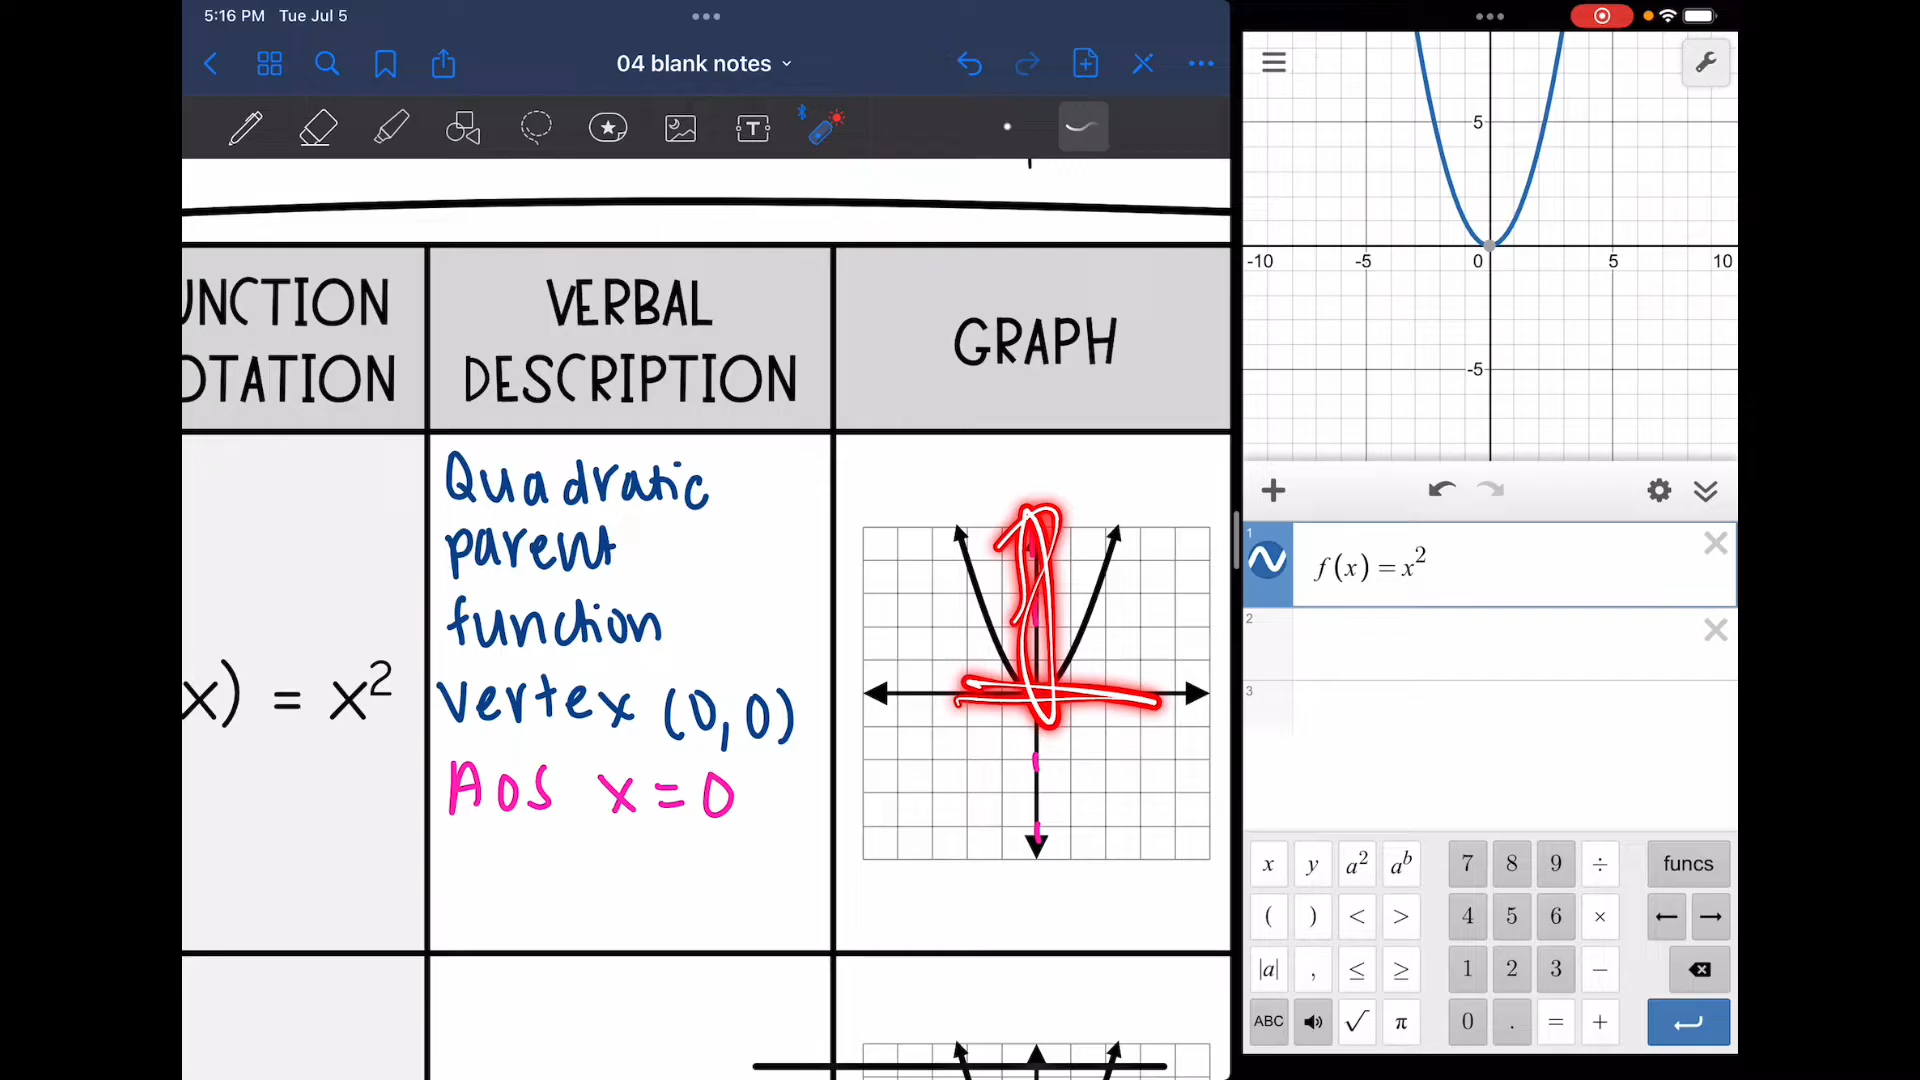 5:16 PM Tue Jul 5
04 blank notes
T
UNCTION
OTATION
VERBAL
DESCRIPTION
GRAPH
x) = x²
Quadratic
parent
function
vertex (0,0)
AOS x=0
5
-10 -5 0 5 10
-5
1
f(x) = x²
2
3
x y a² aᵇ 7 8 9 ÷ funcs
( ) < > 4 5 6 × ← →
|a| , ≤ ≥ 1 2 3 −
ABC √ π 0 . = +